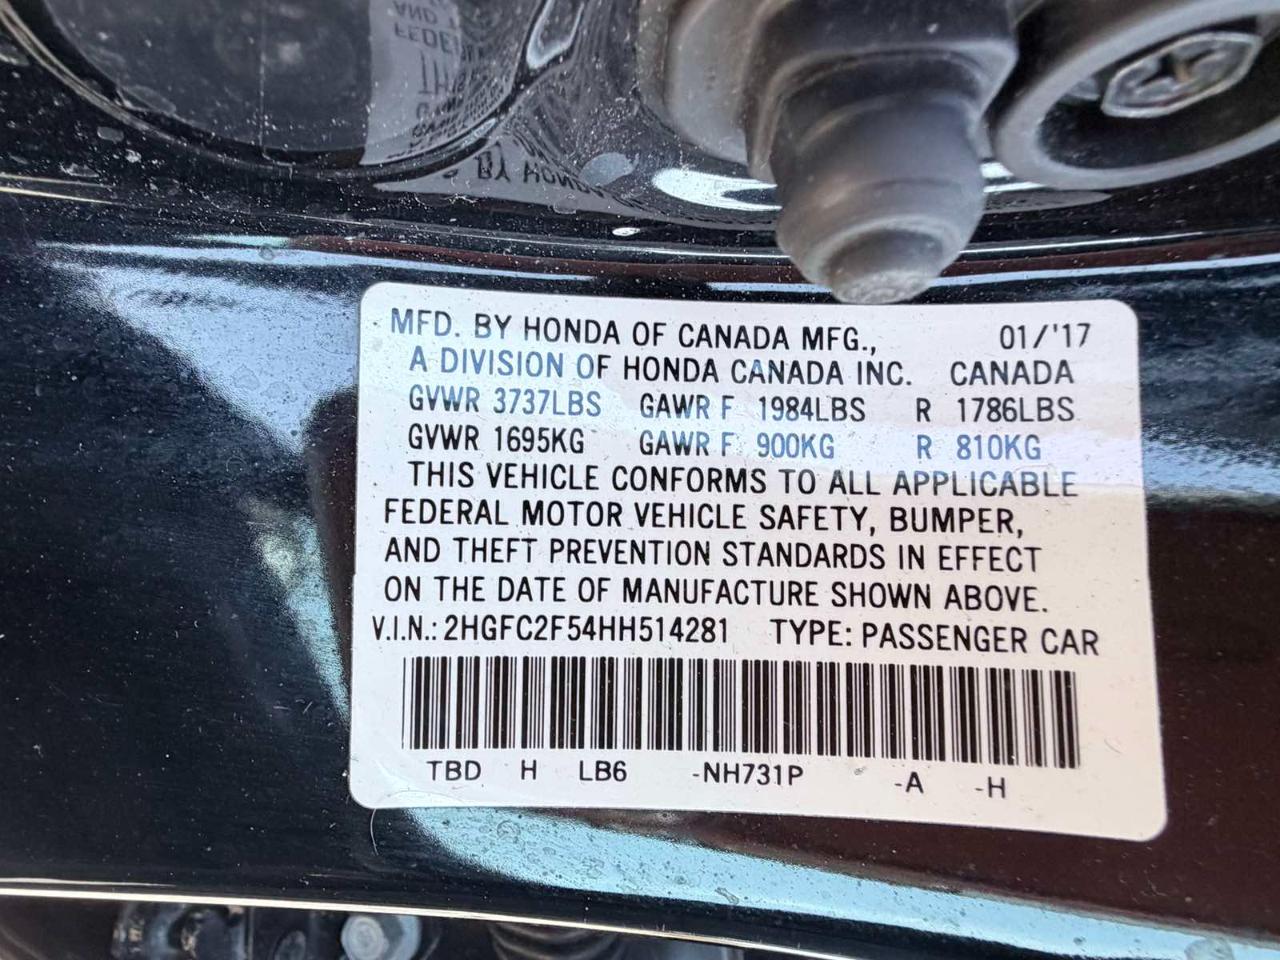 MFD. BY HONDA OF CANADA MFG., 01/'17
A DIVISION OF HONDA CANADA INC. CANADA
GVWR 3737LBS GAWR F 1984LBS R 1786LBS
GVWR 1695KG GAWR F 900KG R 810KG
THIS VEHICLE CONFORMS TO ALL APPLICABLE
FEDERAL MOTOR VEHICLE SAFETY, BUMPER,
AND THEFT PREVENTION STANDARDS IN EFFECT
ON THE DATE OF MANUFACTURE SHOWN ABOVE.
V.I.N.: 2HGFC2F54HH514281 TYPE: PASSENGER CAR
TBD H LB6 -NH731P -A -H